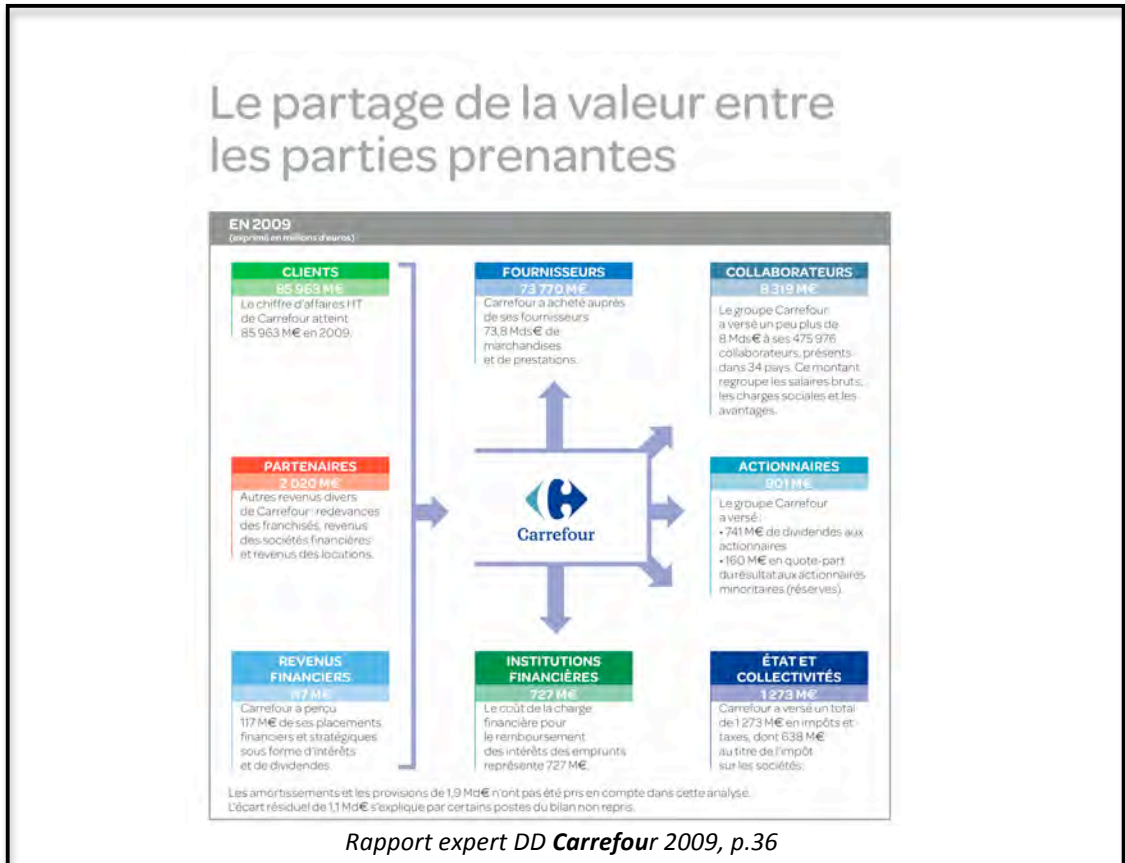 Le partage de la valeur entre
les parties prenantes
EN 2009
(exprimé en millions d'euros)
CLIENTS
85 963 M€
Le chiffre d'affaires HT
de Carrefour atteint
85 963 M€ en 2009.
FOURNISSEURS
73 770 M€
Carrefour a acheté auprès
de ses fournisseurs
73,8 Mds€ de
marchandises
et de prestations.
COLLABORATEURS
8 319 M€
Le groupe Carrefour
a versé un peu plus de
8 Mds€ à ses 475 976
collaborateurs, présents
dans 34 pays. Ce montant
regroupe les salaires bruts,
les charges sociales et les
avantages.
PARTENAIRES
2 020 M€
Autres revenus divers
de Carrefour : redevances
des franchisés, revenus
des sociétés financières
et revenus des locations.
Carrefour
ACTIONNAIRES
901 M€
Le groupe Carrefour
a versé :
• 741 M€ de dividendes aux
actionnaires
• 160 M€ en quote-part
du résultat aux actionnaires
minoritaires (réserves).
REVENUS
FINANCIERS
117 M€
Carrefour a perçu
117 M€ de ses placements
financiers et stratégiques
sous forme d'intérêts
et de dividendes.
INSTITUTIONS
FINANCIÈRES
727 M€
Le coût de la charge
financière pour
le remboursement
des intérêts des emprunts
représente 727 M€.
ÉTAT ET
COLLECTIVITÉS
1 273 M€
Carrefour a versé un total
de 1 273 M€ en impôts et
taxes, dont 638 M€
au titre de l'impôt
sur les sociétés.
Les amortissements et les provisions de 1,9 Md€ n'ont pas été pris en compte dans cette analyse.
L'écart résiduel de 1,1 Md€ s'explique par certains postes du bilan non repris.
Rapport expert DD Carrefour 2009, p.36